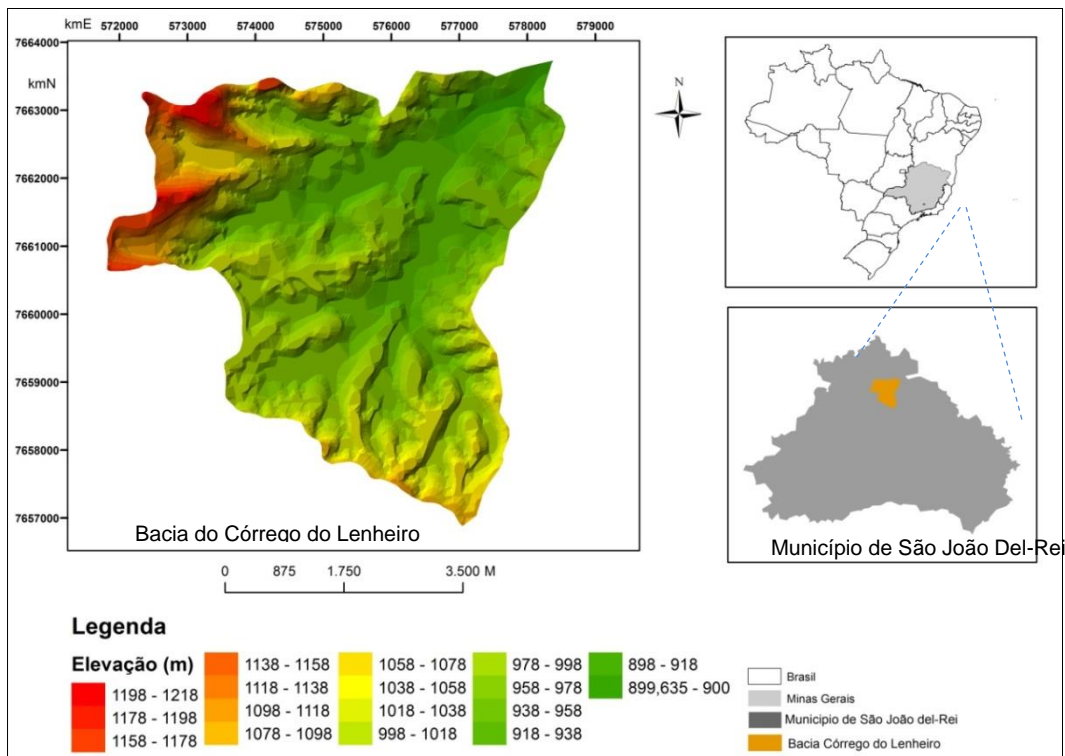 kmE 572000 573000 574000 575000 576000 577000 578000 579000
7664000
kmN
7663000
7662000
7661000
7660000
7659000
7658000
7657000
N
Bacia do Córrego do Lenheiro
Município de São João Del-Rei
0 875 1.750 3.500 M
Legenda
Elevação (m)
1198 - 1218
1178 - 1198
1158 - 1178
1138 - 1158
1118 - 1138
1098 - 1118
1078 - 1098
1058 - 1078
1038 - 1058
1018 - 1038
998 - 1018
978 - 998
958 - 978
938 - 958
918 - 938
898 - 918
899,635 - 900
Brasil
Minas Gerais
Municipio de São João del-Rei
Bacia Córrego do Lenheiro